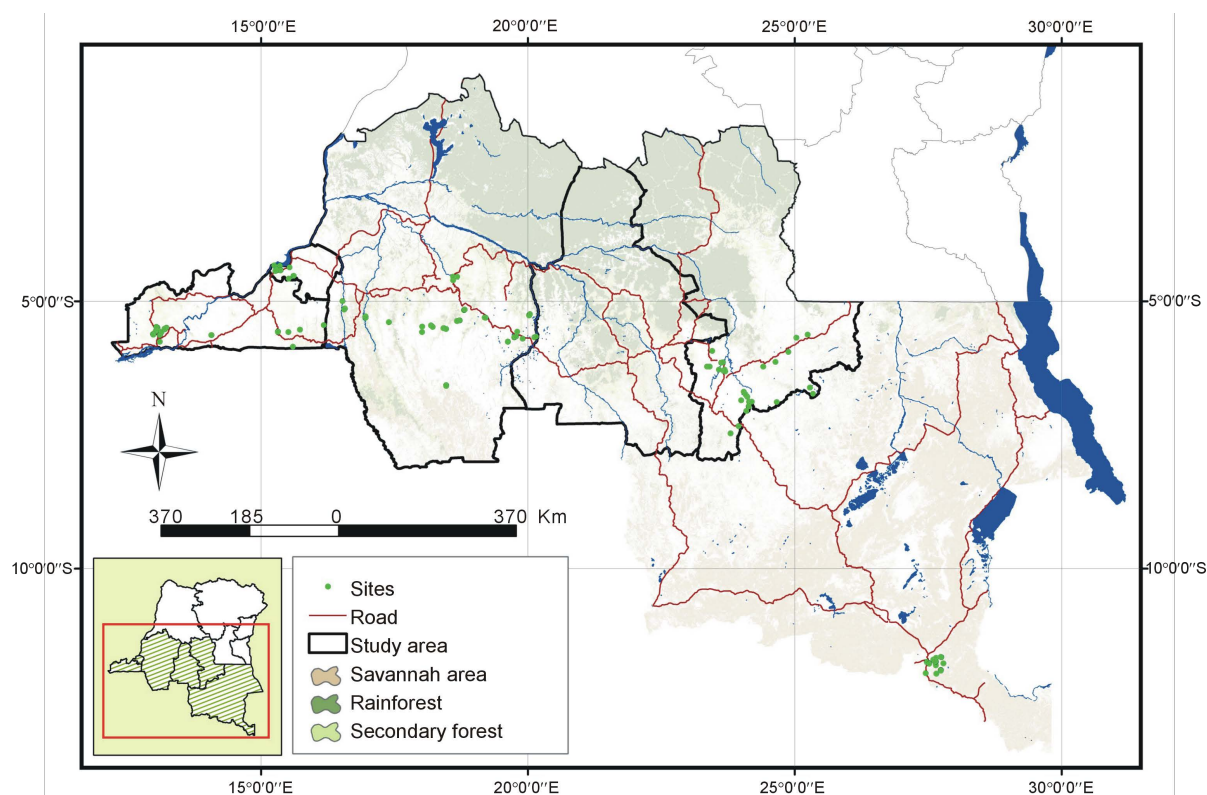 15°0′0″E 20°0′0″E 25°0′0″E 30°0′0″E
5°0′0″S 5°0′0″S
N
370 185 0 370 Km
10°0′0″S 10°0′0″S
Sites
Road
Study area
Savannah area
Rainforest
Secondary forest
15°0′0″E 20°0′0″E 25°0′0″E 30°0′0″E